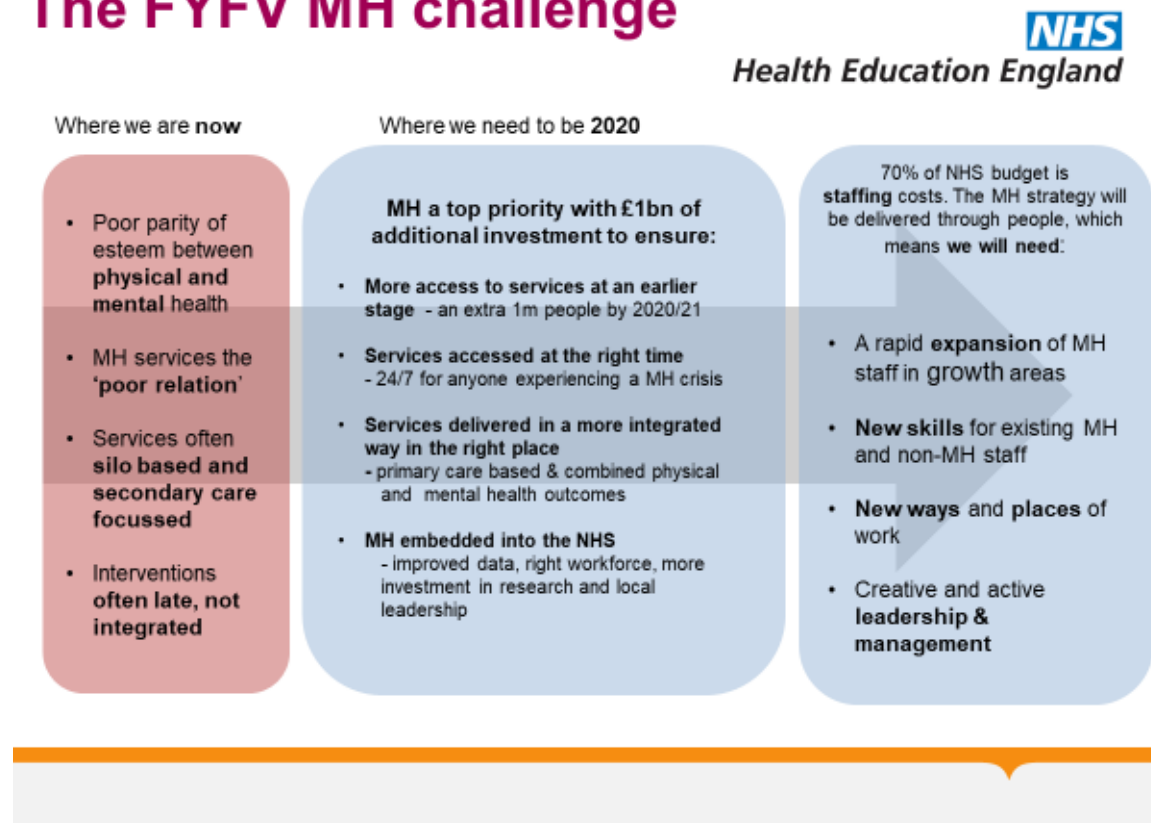 The FYFV MH challenge
NHS
Health Education England
Where we are now
Where we need to be 2020
• Poor parity of
esteem between
physical and
mental health
• MH services the
'poor relation'
• Services often
silo based and
secondary care
focussed
• Interventions
often late, not
integrated
MH a top priority with £1bn of
additional investment to ensure:
• More access to services at an earlier
stage - an extra 1m people by 2020/21
• Services accessed at the right time
- 24/7 for anyone experiencing a MH crisis
• Services delivered in a more integrated
way in the right place
- primary care based & combined physical
and mental health outcomes
• MH embedded into the NHS
- improved data, right workforce, more
investment in research and local
leadership
70% of NHS budget is
staffing costs. The MH strategy will
be delivered through people, which
means we will need:
• A rapid expansion of MH
staff in growth areas
• New skills for existing MH
and non-MH staff
• New ways and places of
work
• Creative and active
leadership &
management